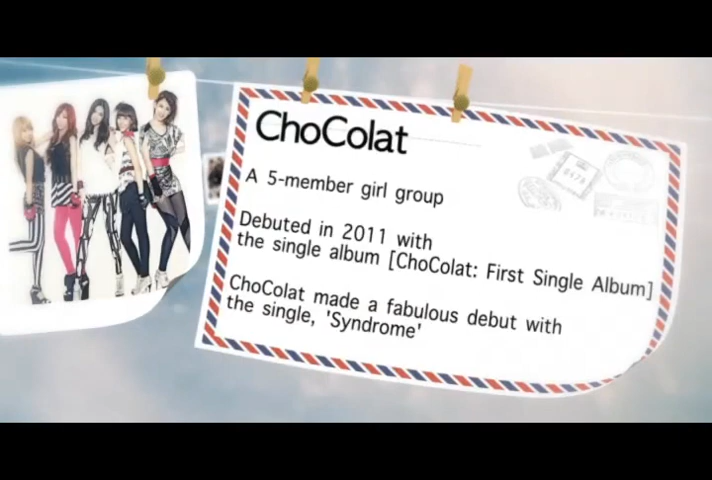 ChoColat
A 5-member girl group
Debuted in 2011 with
the single album [ChoColat: First Single Album]
ChoColat made a fabulous debut with
the single, 'Syndrome'